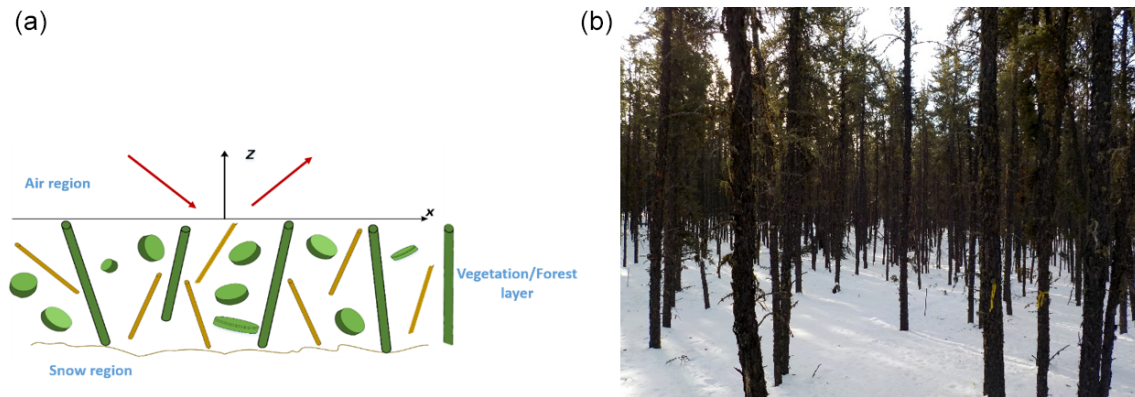 (a)
(b)
Z
Air region
x
Vegetation/Forest
layer
Snow region